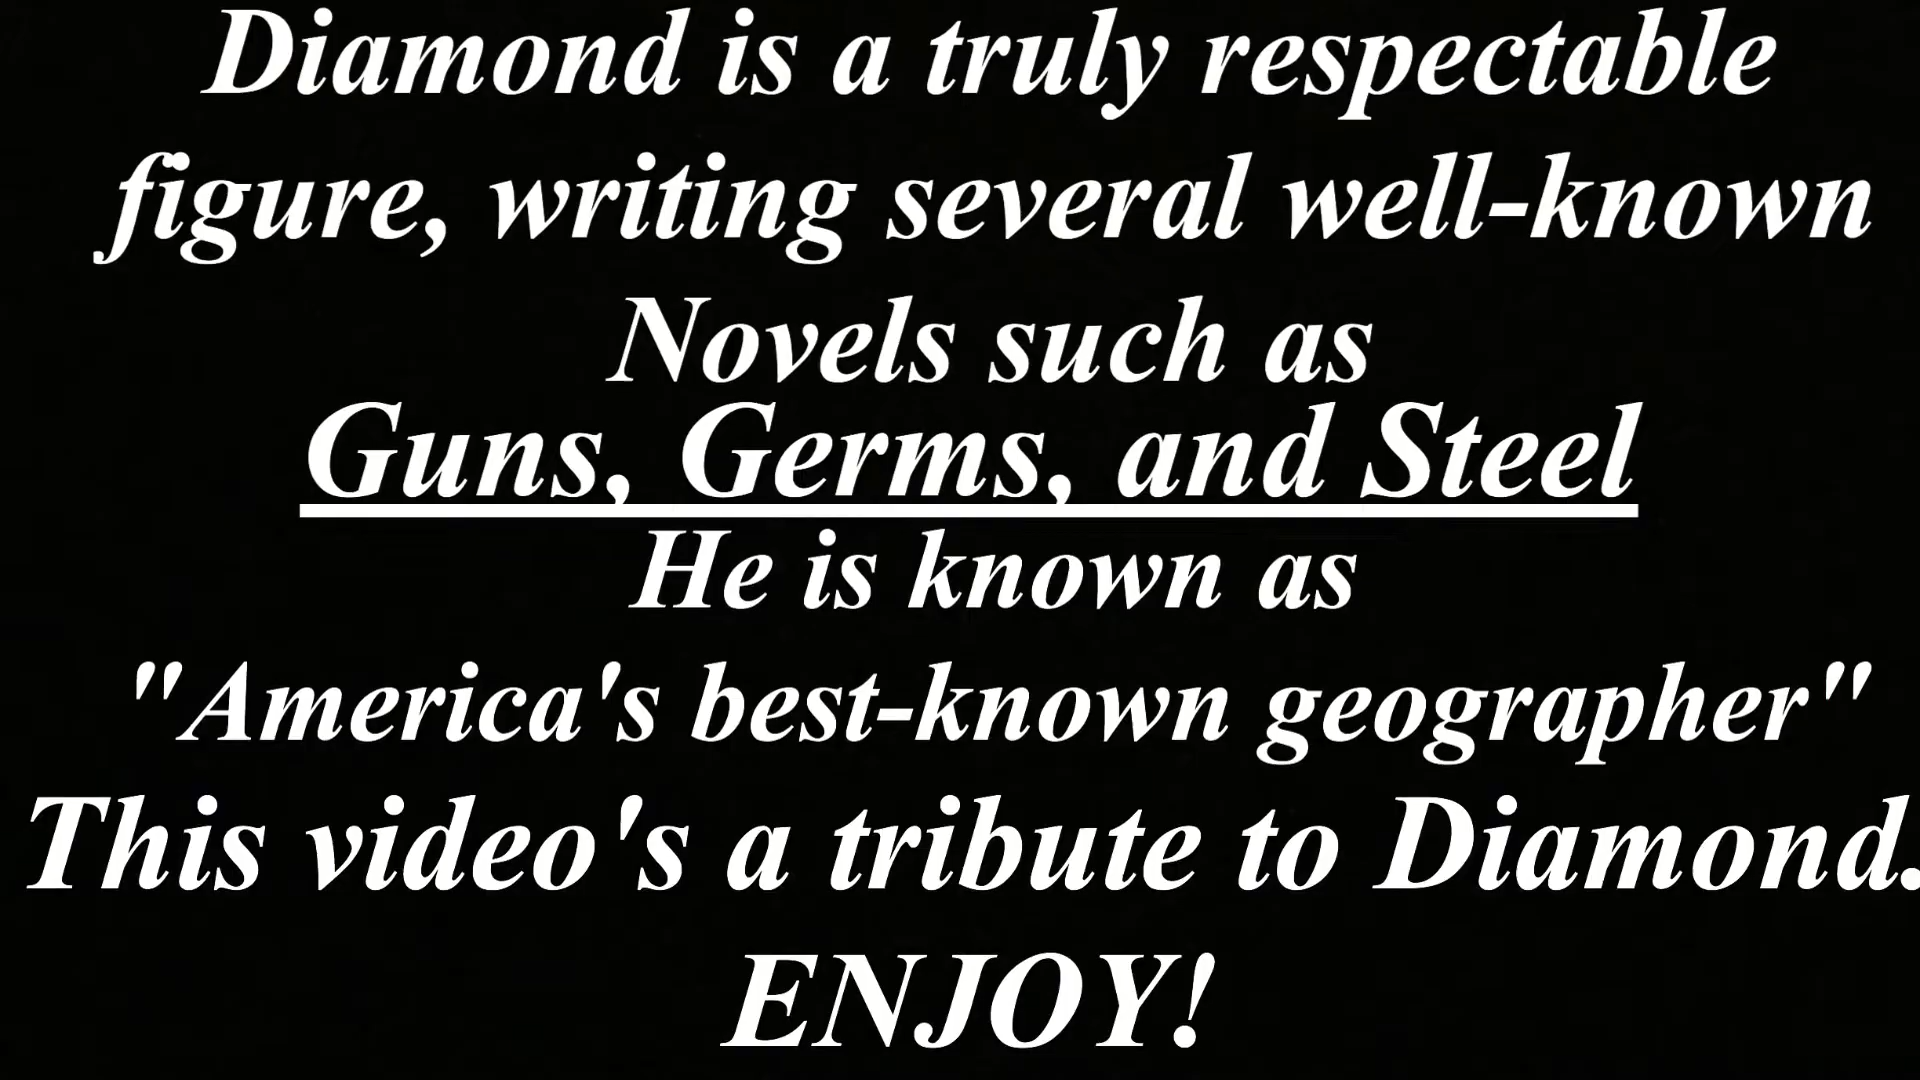 Diamond is a truly respectable
figure, writing several well-known
Novels such as
Guns, Germs, and Steel
He is known as
"America's best-known geographer"
This video's a tribute to Diamond.
ENJOY!